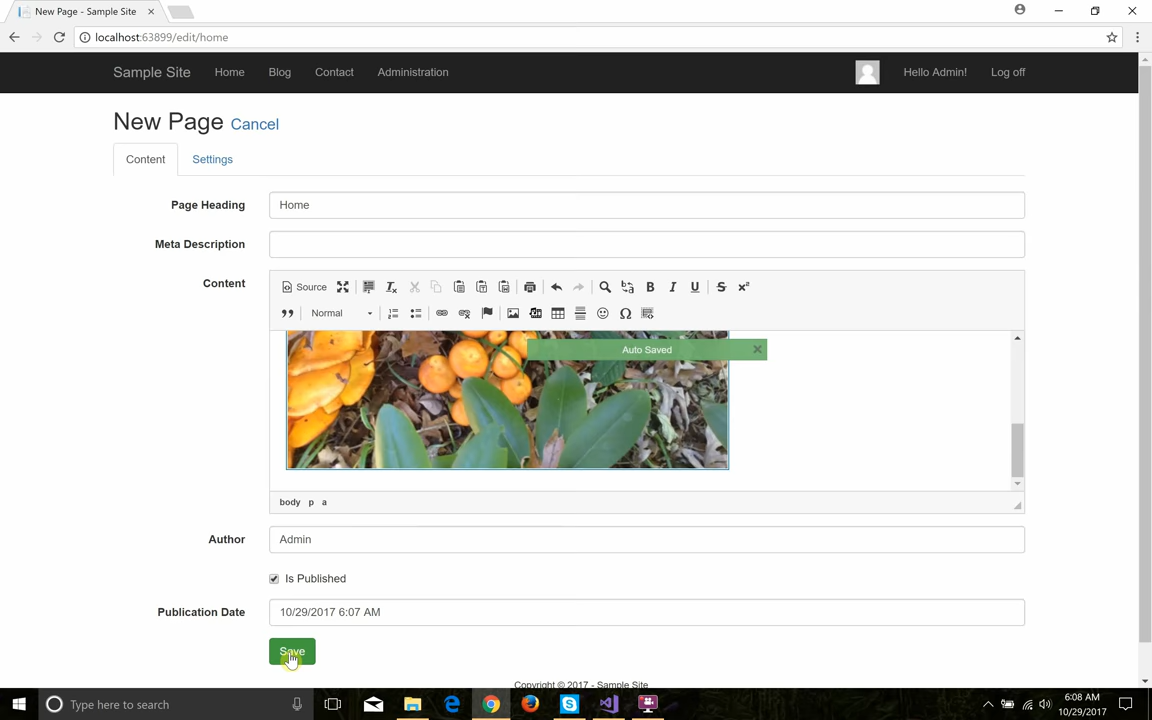 New Page - Sample Site
localhost:63899/edit/home
Sample Site Home Blog Contact Administration Hello Admin! Log off
New Page Cancel
Content Settings
Page Heading Home
Meta Description
Content Source
Normal
Auto Saved
body p a
Author Admin
Is Published
Publication Date 10/29/2017 6:07 AM
Save
Copyright © 2017 - Sample Site
Type here to search
6:08 AM
10/29/2017